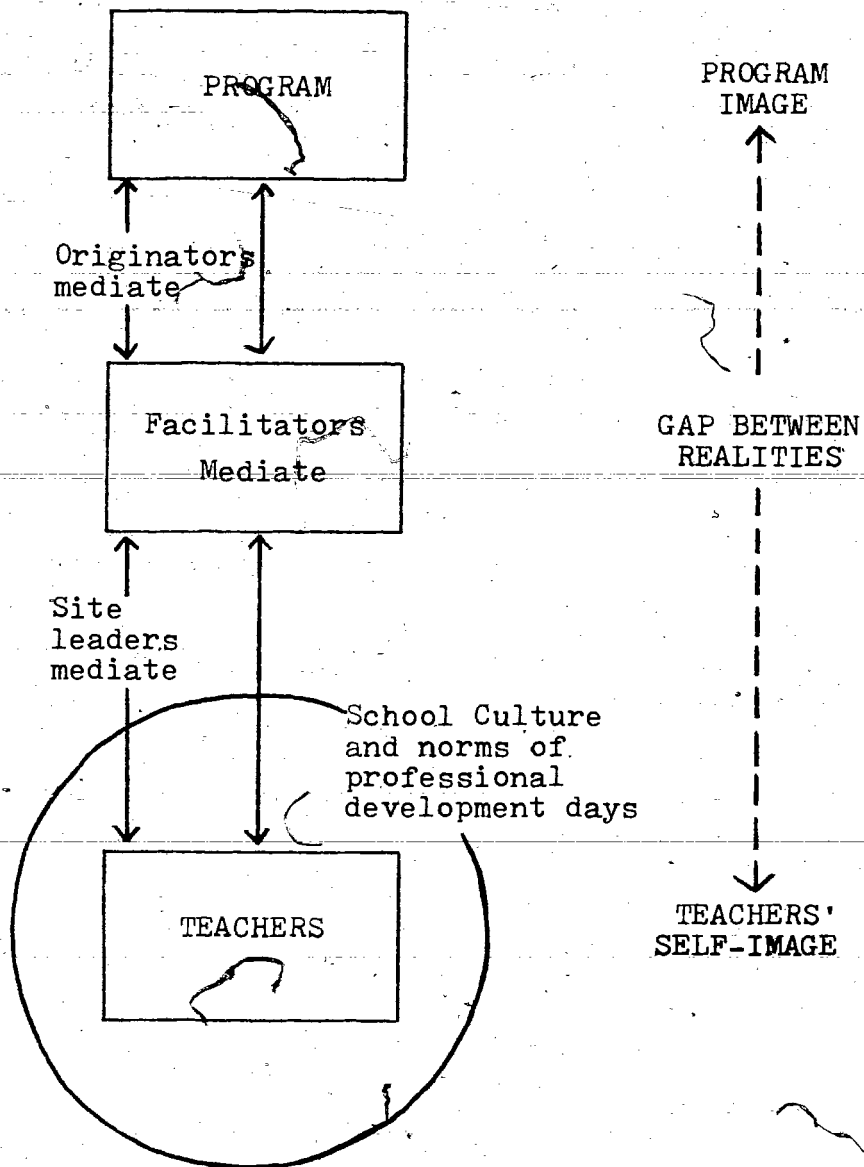 PROGRAM
PROGRAM
IMAGE
Originators
mediate
Facilitators
Mediate
GAP BETWEEN
REALITIES
Site
leaders
mediate
School Culture
and norms of
professional
development days
TEACHERS
TEACHERS'
SELF-IMAGE